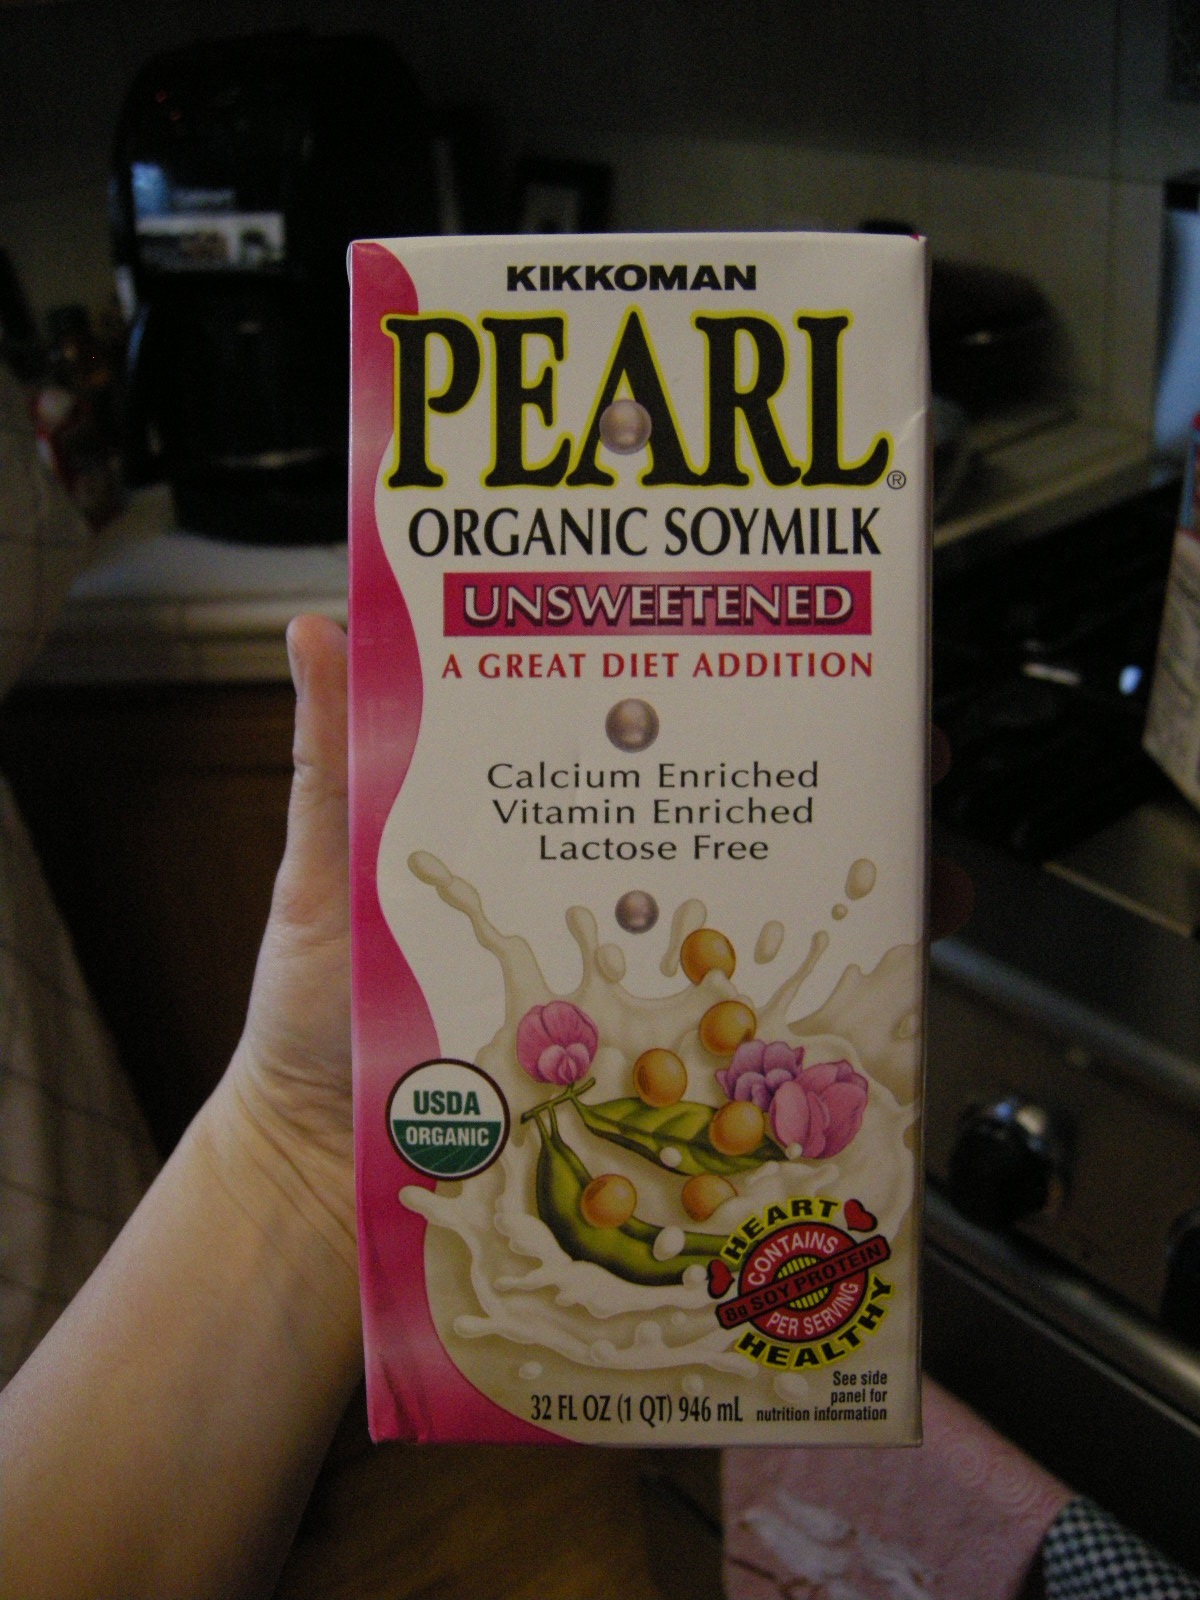 KIKKOMAN
PEARL®
ORGANIC SOYMILK
UNSWEETENED
A GREAT DIET ADDITION
Calcium Enriched
Vitamin Enriched
Lactose Free
USDA
ORGANIC
HEART
CONTAINS
8g SOY PROTEIN
PER SERVING
HEALTHY
See side
panel for
nutrition information
32 FL OZ (1 QT) 946 mL